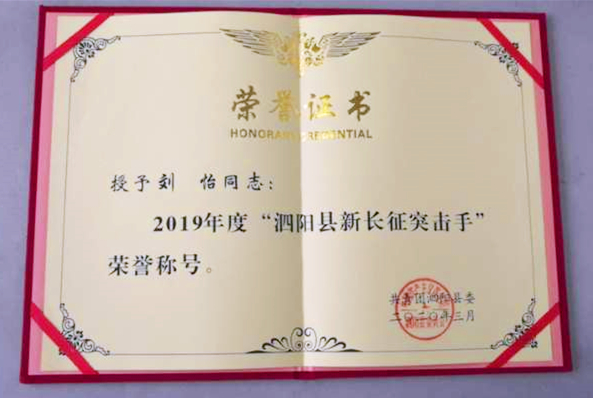 荣誉证书
HONORARY CREDENTIAL
授予刘 怡同志：
2019年度“泗阳县新长征突击手”
荣誉称号。
共青团泗阳县委
二〇二〇年三月